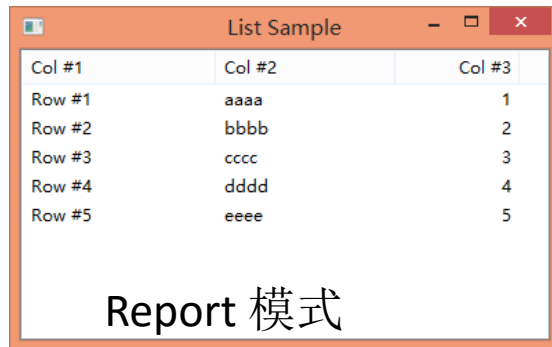 List Sample
Col #1 Col #2 Col #3
Row #1 aaaa 1
Row #2 bbbb 2
Row #3 cccc 3
Row #4 dddd 4
Row #5 eeee 5
Report 模式